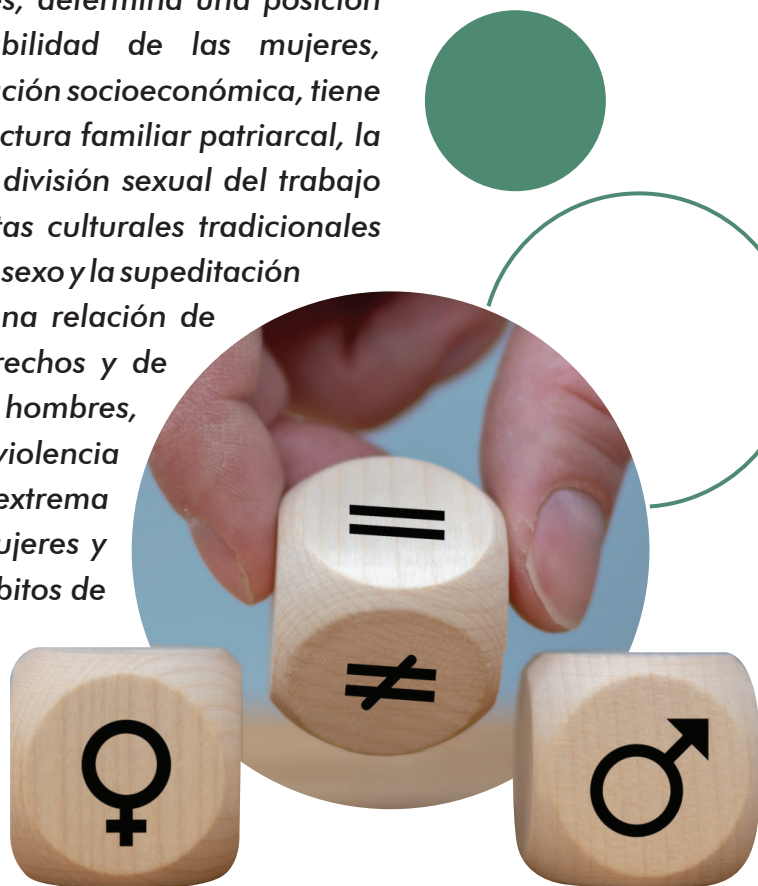 es, determina una posición
bilidad de las mujeres,
ción socioeconómica, tiene
ctura familiar patriarcal, la
división sexual del trabajo
tas culturales tradicionales
sexo y la supeditación
na relación de
rechos y de
hombres,
violencia
extrema
ujeres y
bitos de
=
≠
♀ ♂